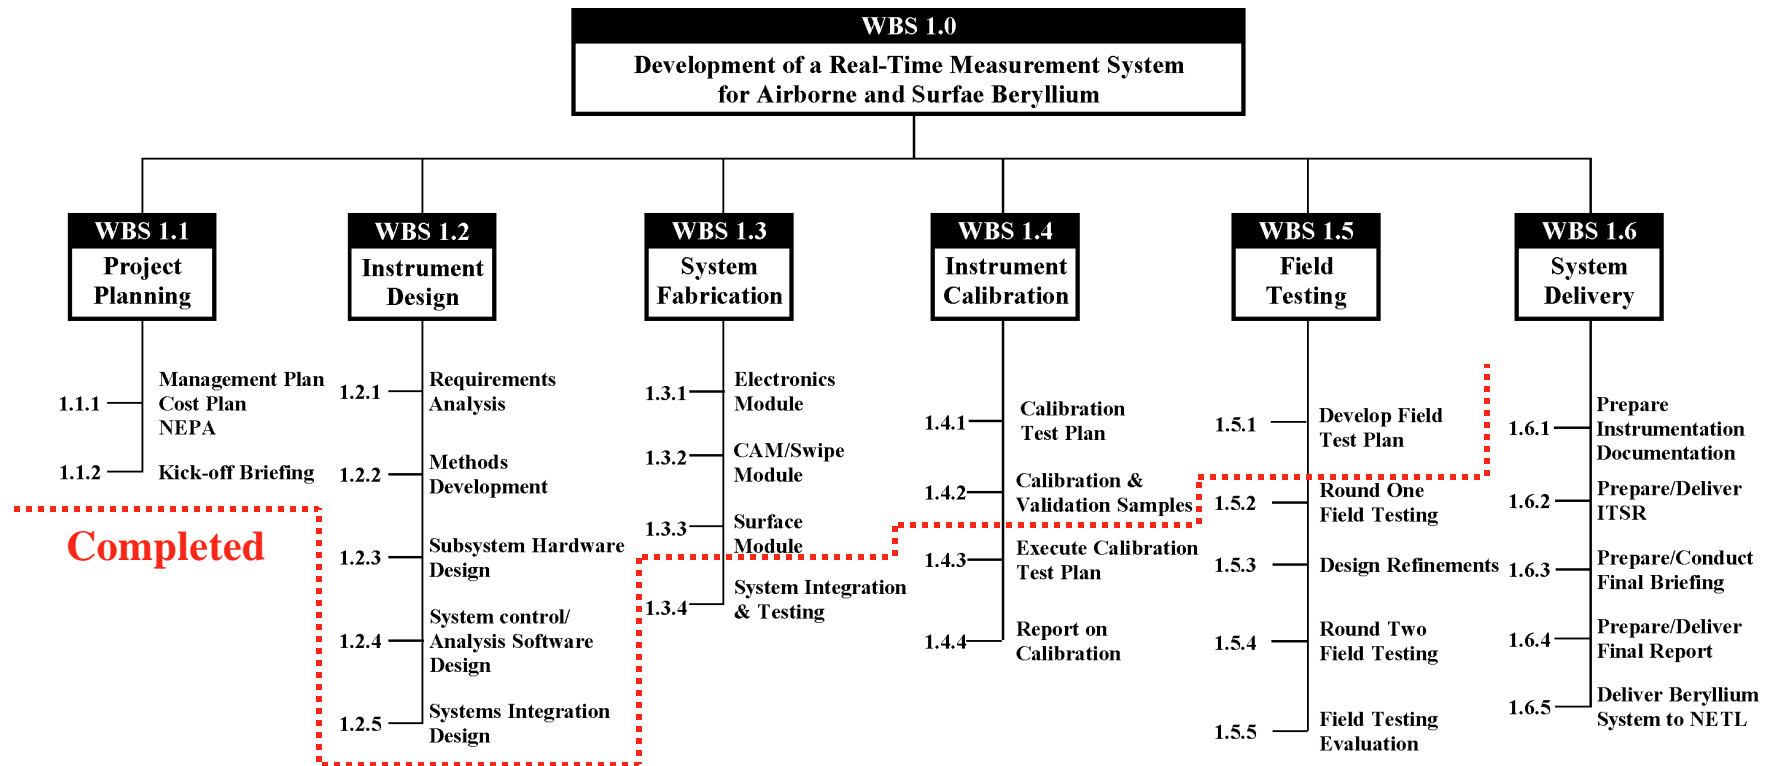 WBS 1.0
Development of a Real-Time Measurement System
for Airborne and Surfae Beryllium
WBS 1.1
Project
Planning
1.1.1
Management Plan
Cost Plan
NEPA
1.1.2
Kick-off Briefing
Completed
WBS 1.2
Instrument
Design
1.2.1
Requirements
Analysis
1.2.2
Methods
Development
1.2.3
Subsystem Hardware
Design
1.2.4
System control/
Analysis Software
Design
1.2.5
Systems Integration
Design
WBS 1.3
System
Fabrication
1.3.1
Electronics
Module
1.3.2
CAM/Swipe
Module
1.3.3
Surface
Module
1.3.4
System Integration
& Testing
WBS 1.4
Instrument
Calibration
1.4.1
Calibration
Test Plan
1.4.2
Calibration &
Validation Samples
1.4.3
Execute Calibration
Test Plan
1.4.4
Report on
Calibration
WBS 1.5
Field
Testing
1.5.1
Develop Field
Test Plan
1.5.2
Round One
Field Testing
1.5.3
Design Refinements
1.5.4
Round Two
Field Testing
1.5.5
Field Testing
Evaluation
WBS 1.6
System
Delivery
1.6.1
Prepare
Instrumentation
Documentation
1.6.2
Prepare/Deliver
ITSR
1.6.3
Prepare/Conduct
Final Briefing
1.6.4
Prepare/Deliver
Final Report
1.6.5
Deliver Beryllium
System to NETL